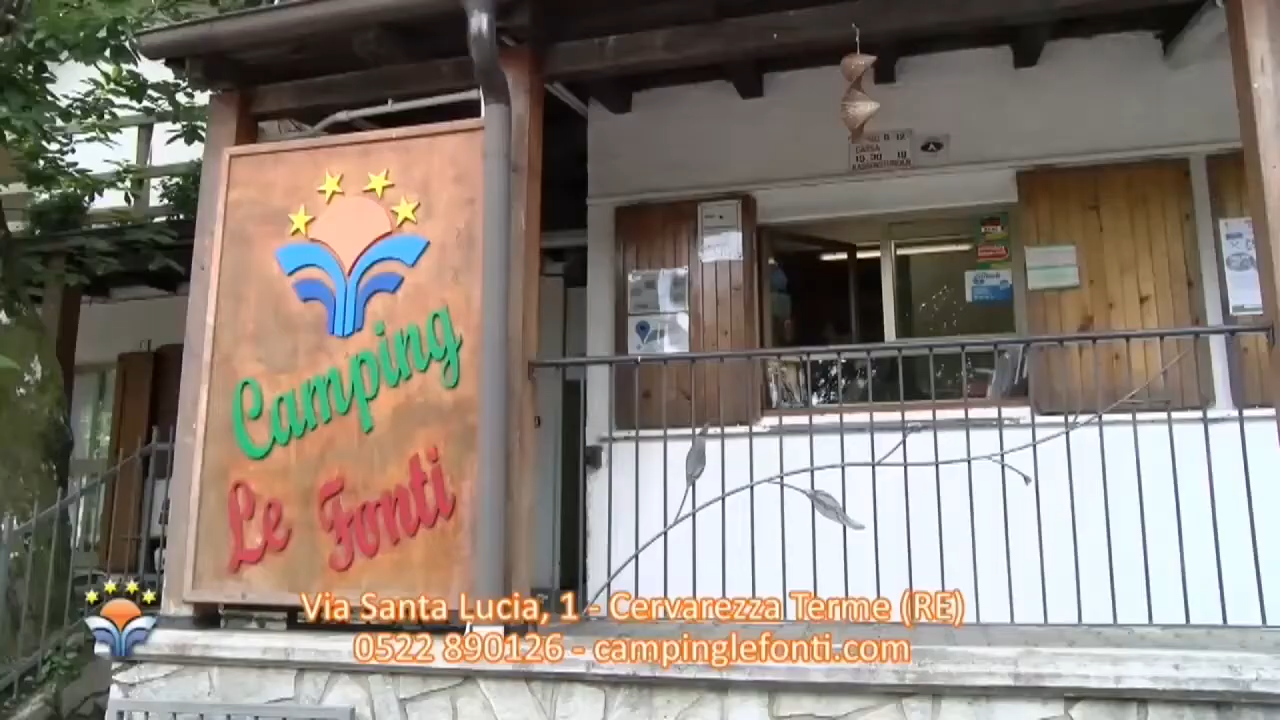 Camping
Le Fonti
CASSA
Via Santa Lucia, 1 - Cervarezza Terme (RE)
0522 890126 - campinglefonti.com